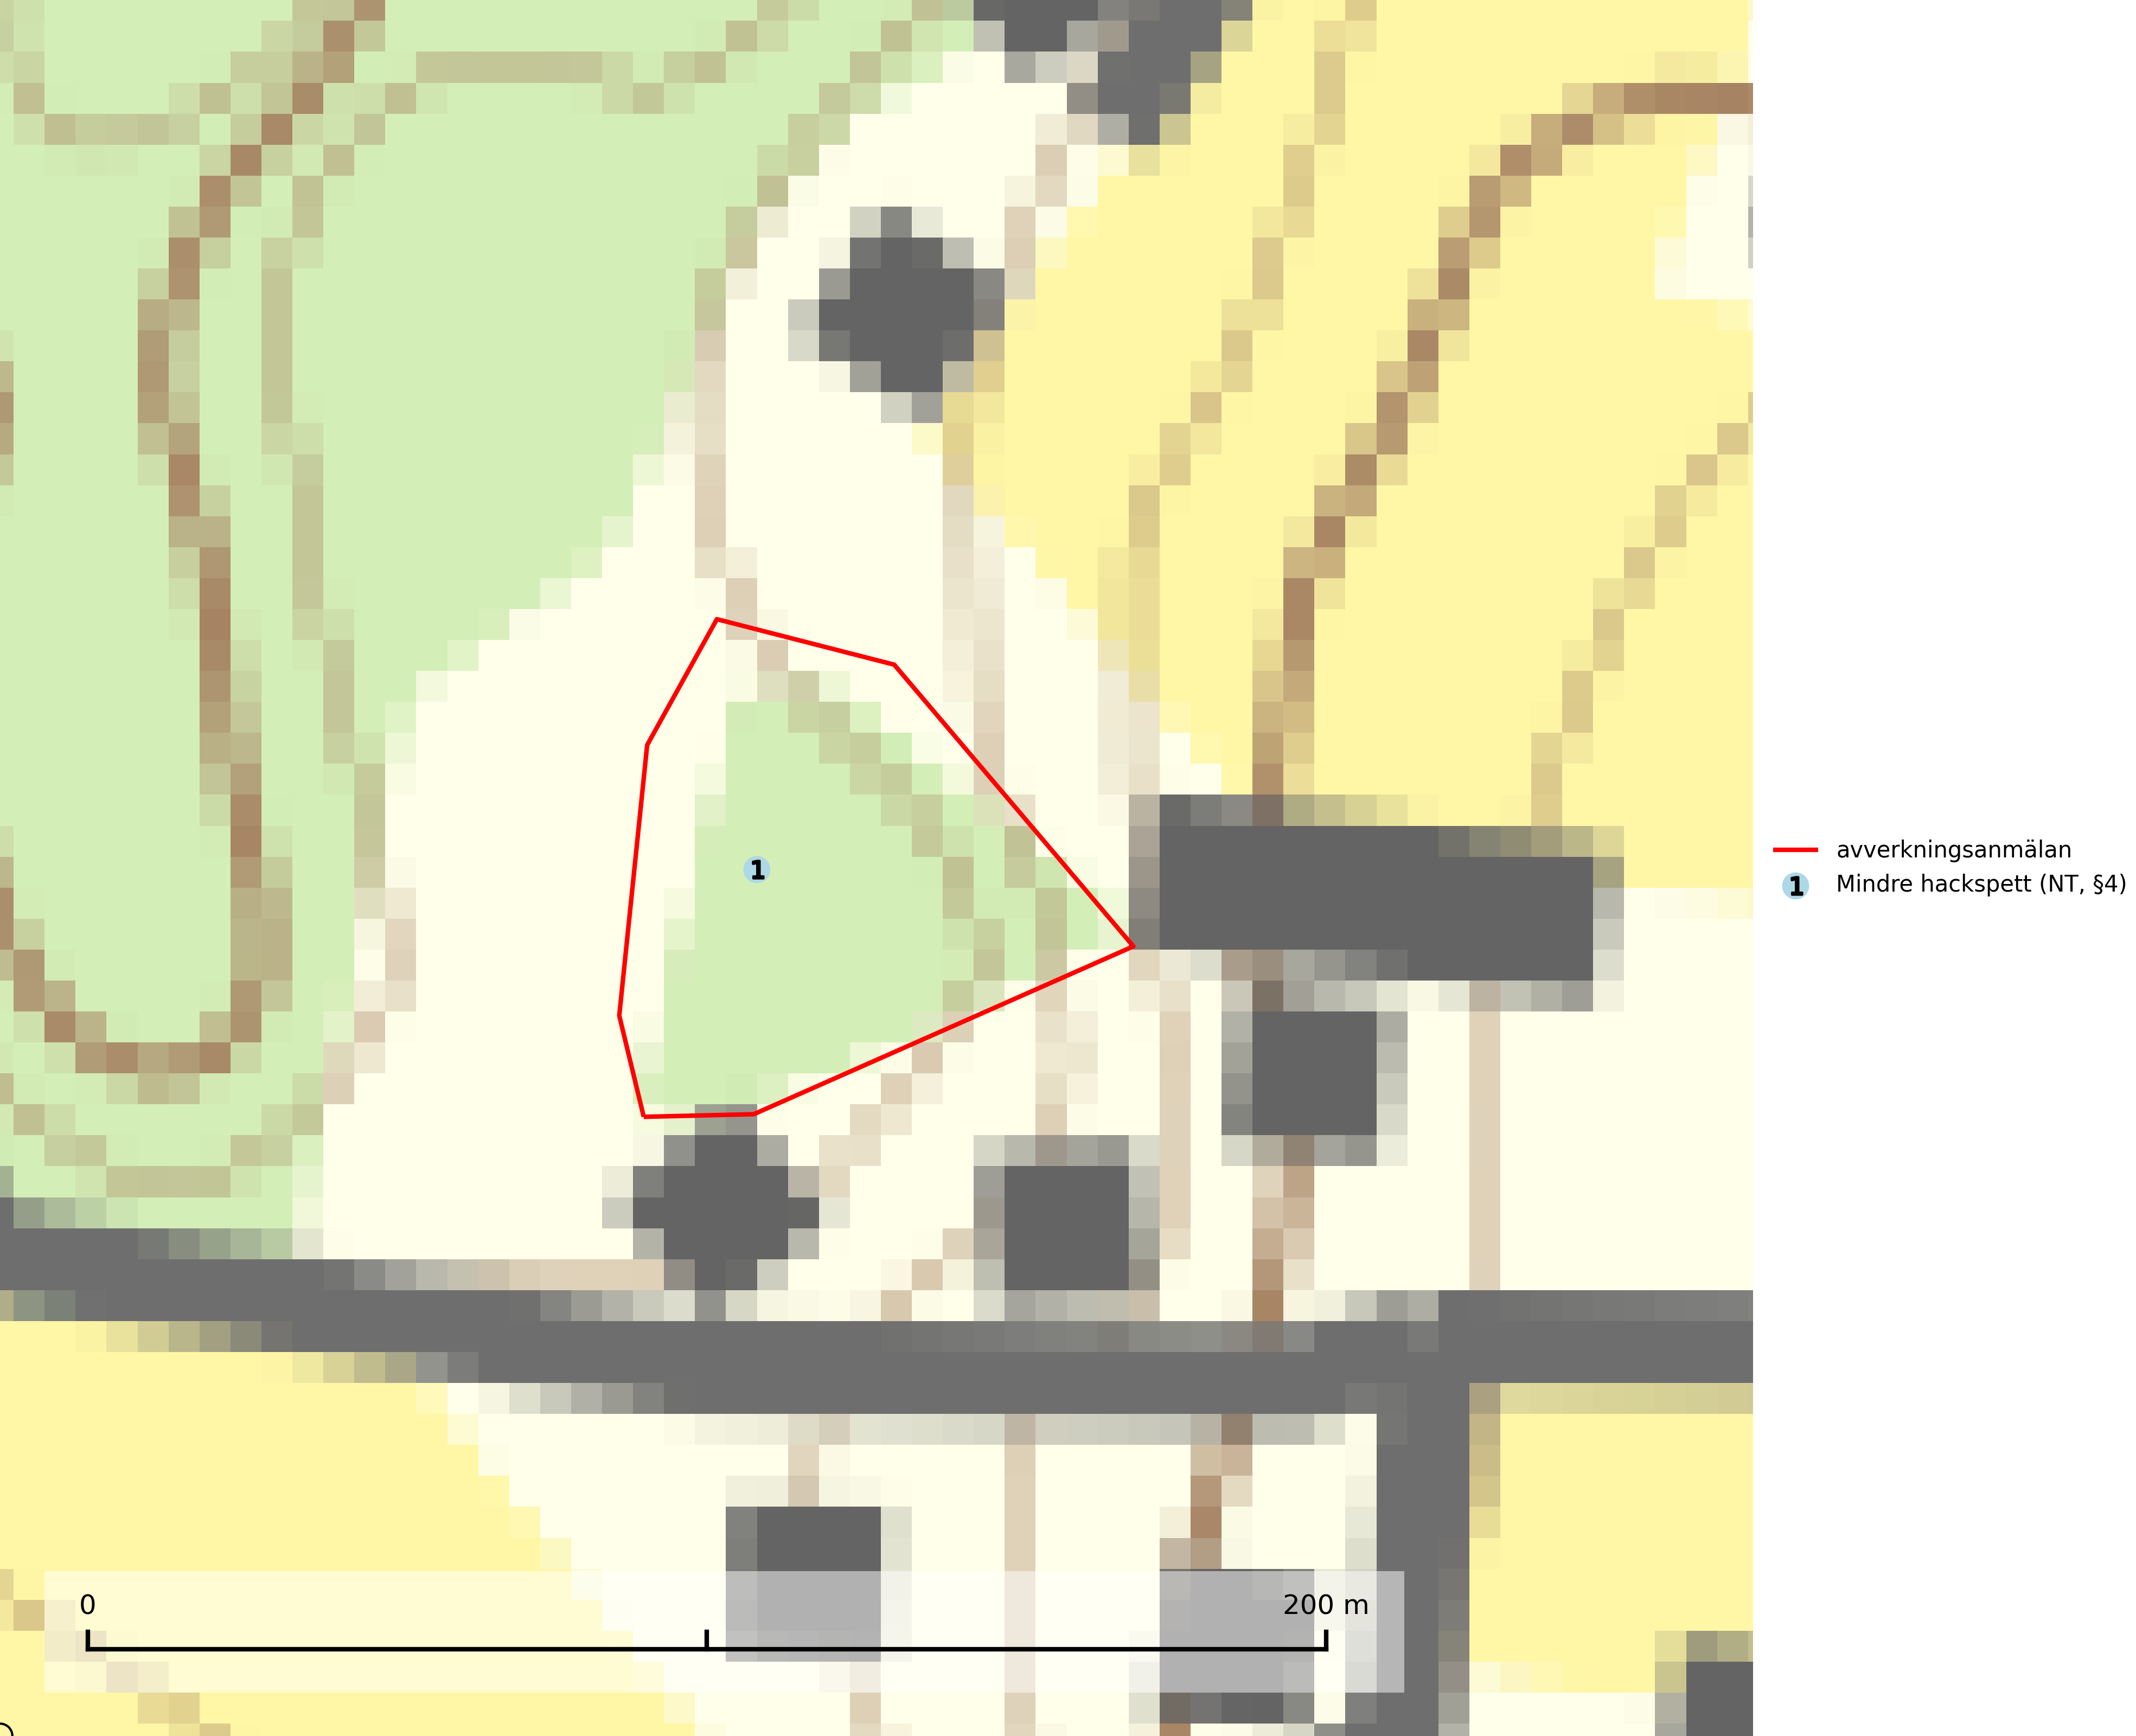 1
avverkningsanmälan
1 Mindre hackspett (NT, §4)
0 200 m